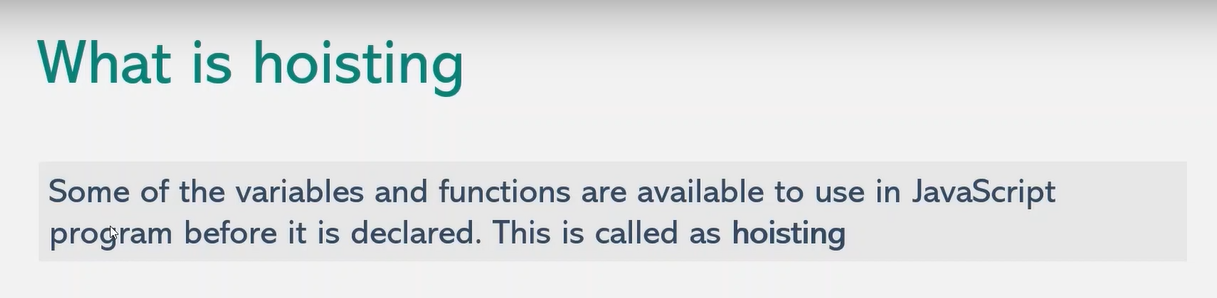 What is hoisting
Some of the variables and functions are available to use in JavaScript
program before it is declared. This is called as hoisting